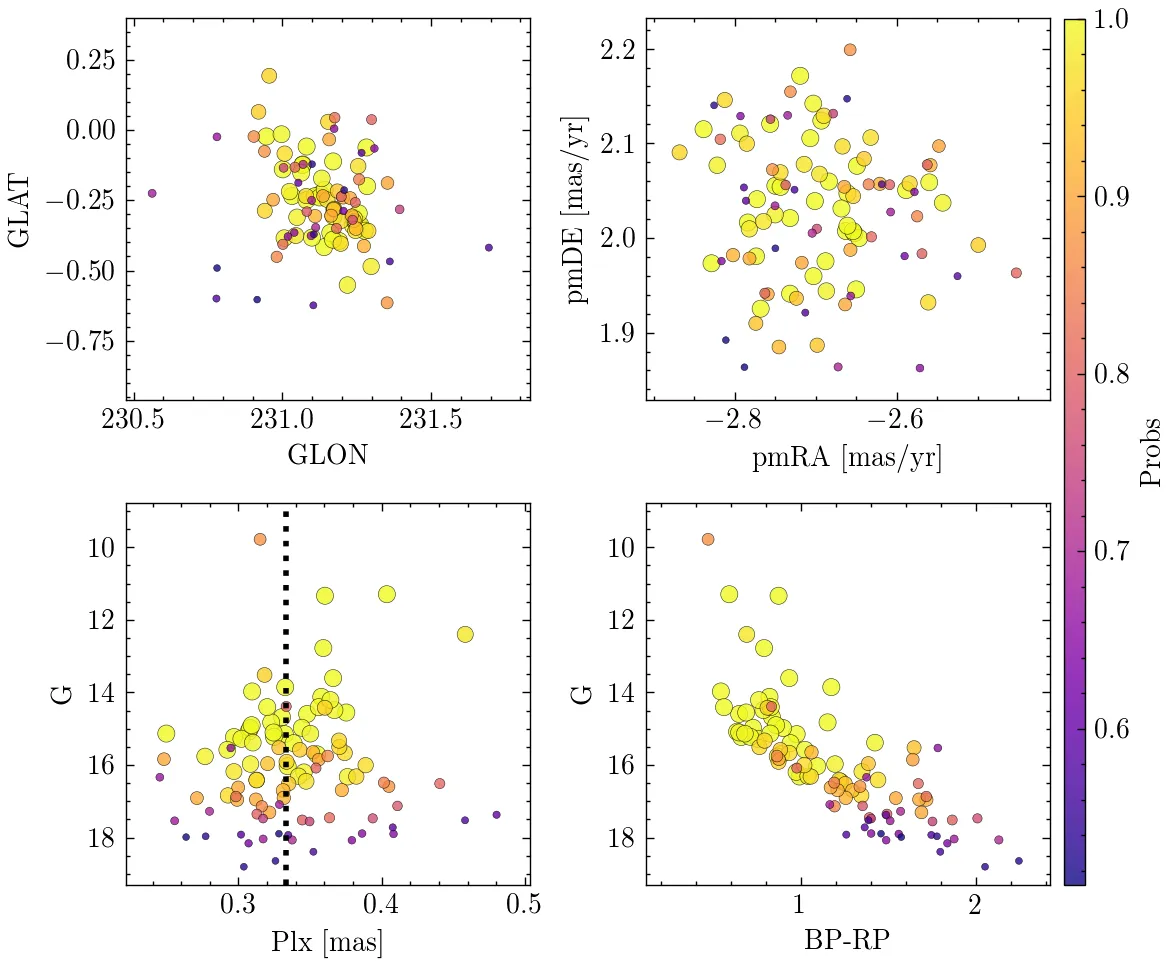 0.25
0.00
−0.25
−0.50
−0.75
GLAT
230.5 231.0 231.5
GLON
2.2
2.1
2.0
1.9
pmDE [mas/yr]
−2.8 −2.6
pmRA [mas/yr]
1.0
0.9
0.8
0.7
0.6
Probs
10
12
14
16
18
G
0.3 0.4 0.5
Plx [mas]
10
12
14
16
18
G
1 2
BP-RP